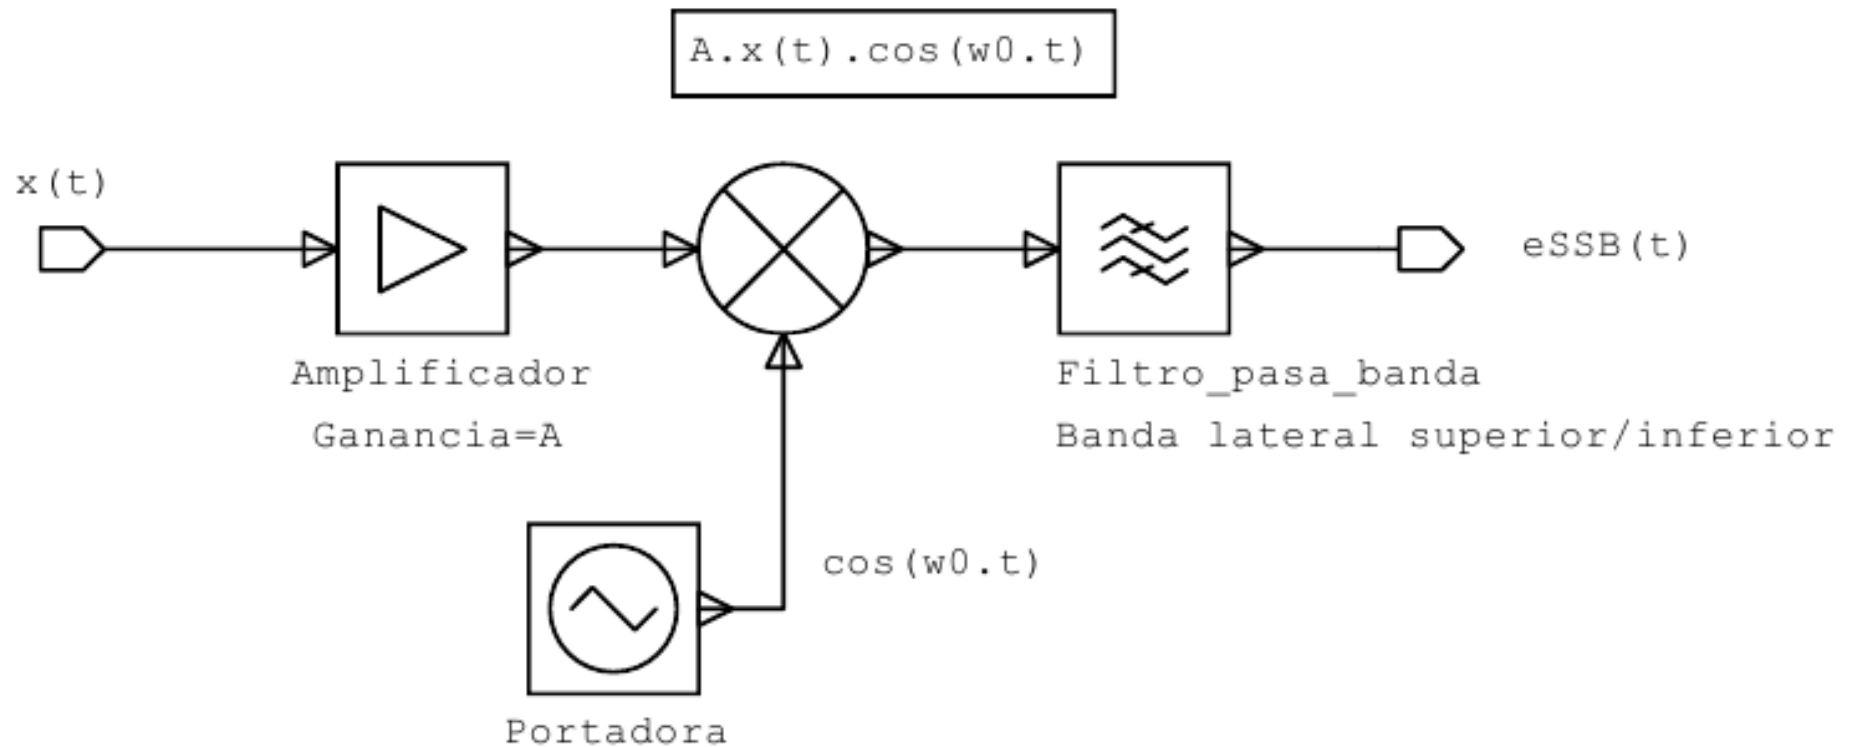 A.x(t).cos(w0.t)
x(t)
eSSB(t)
Amplificador
Ganancia=A
Filtro_pasa_banda
Banda lateral superior/inferior
cos(w0.t)
Portadora